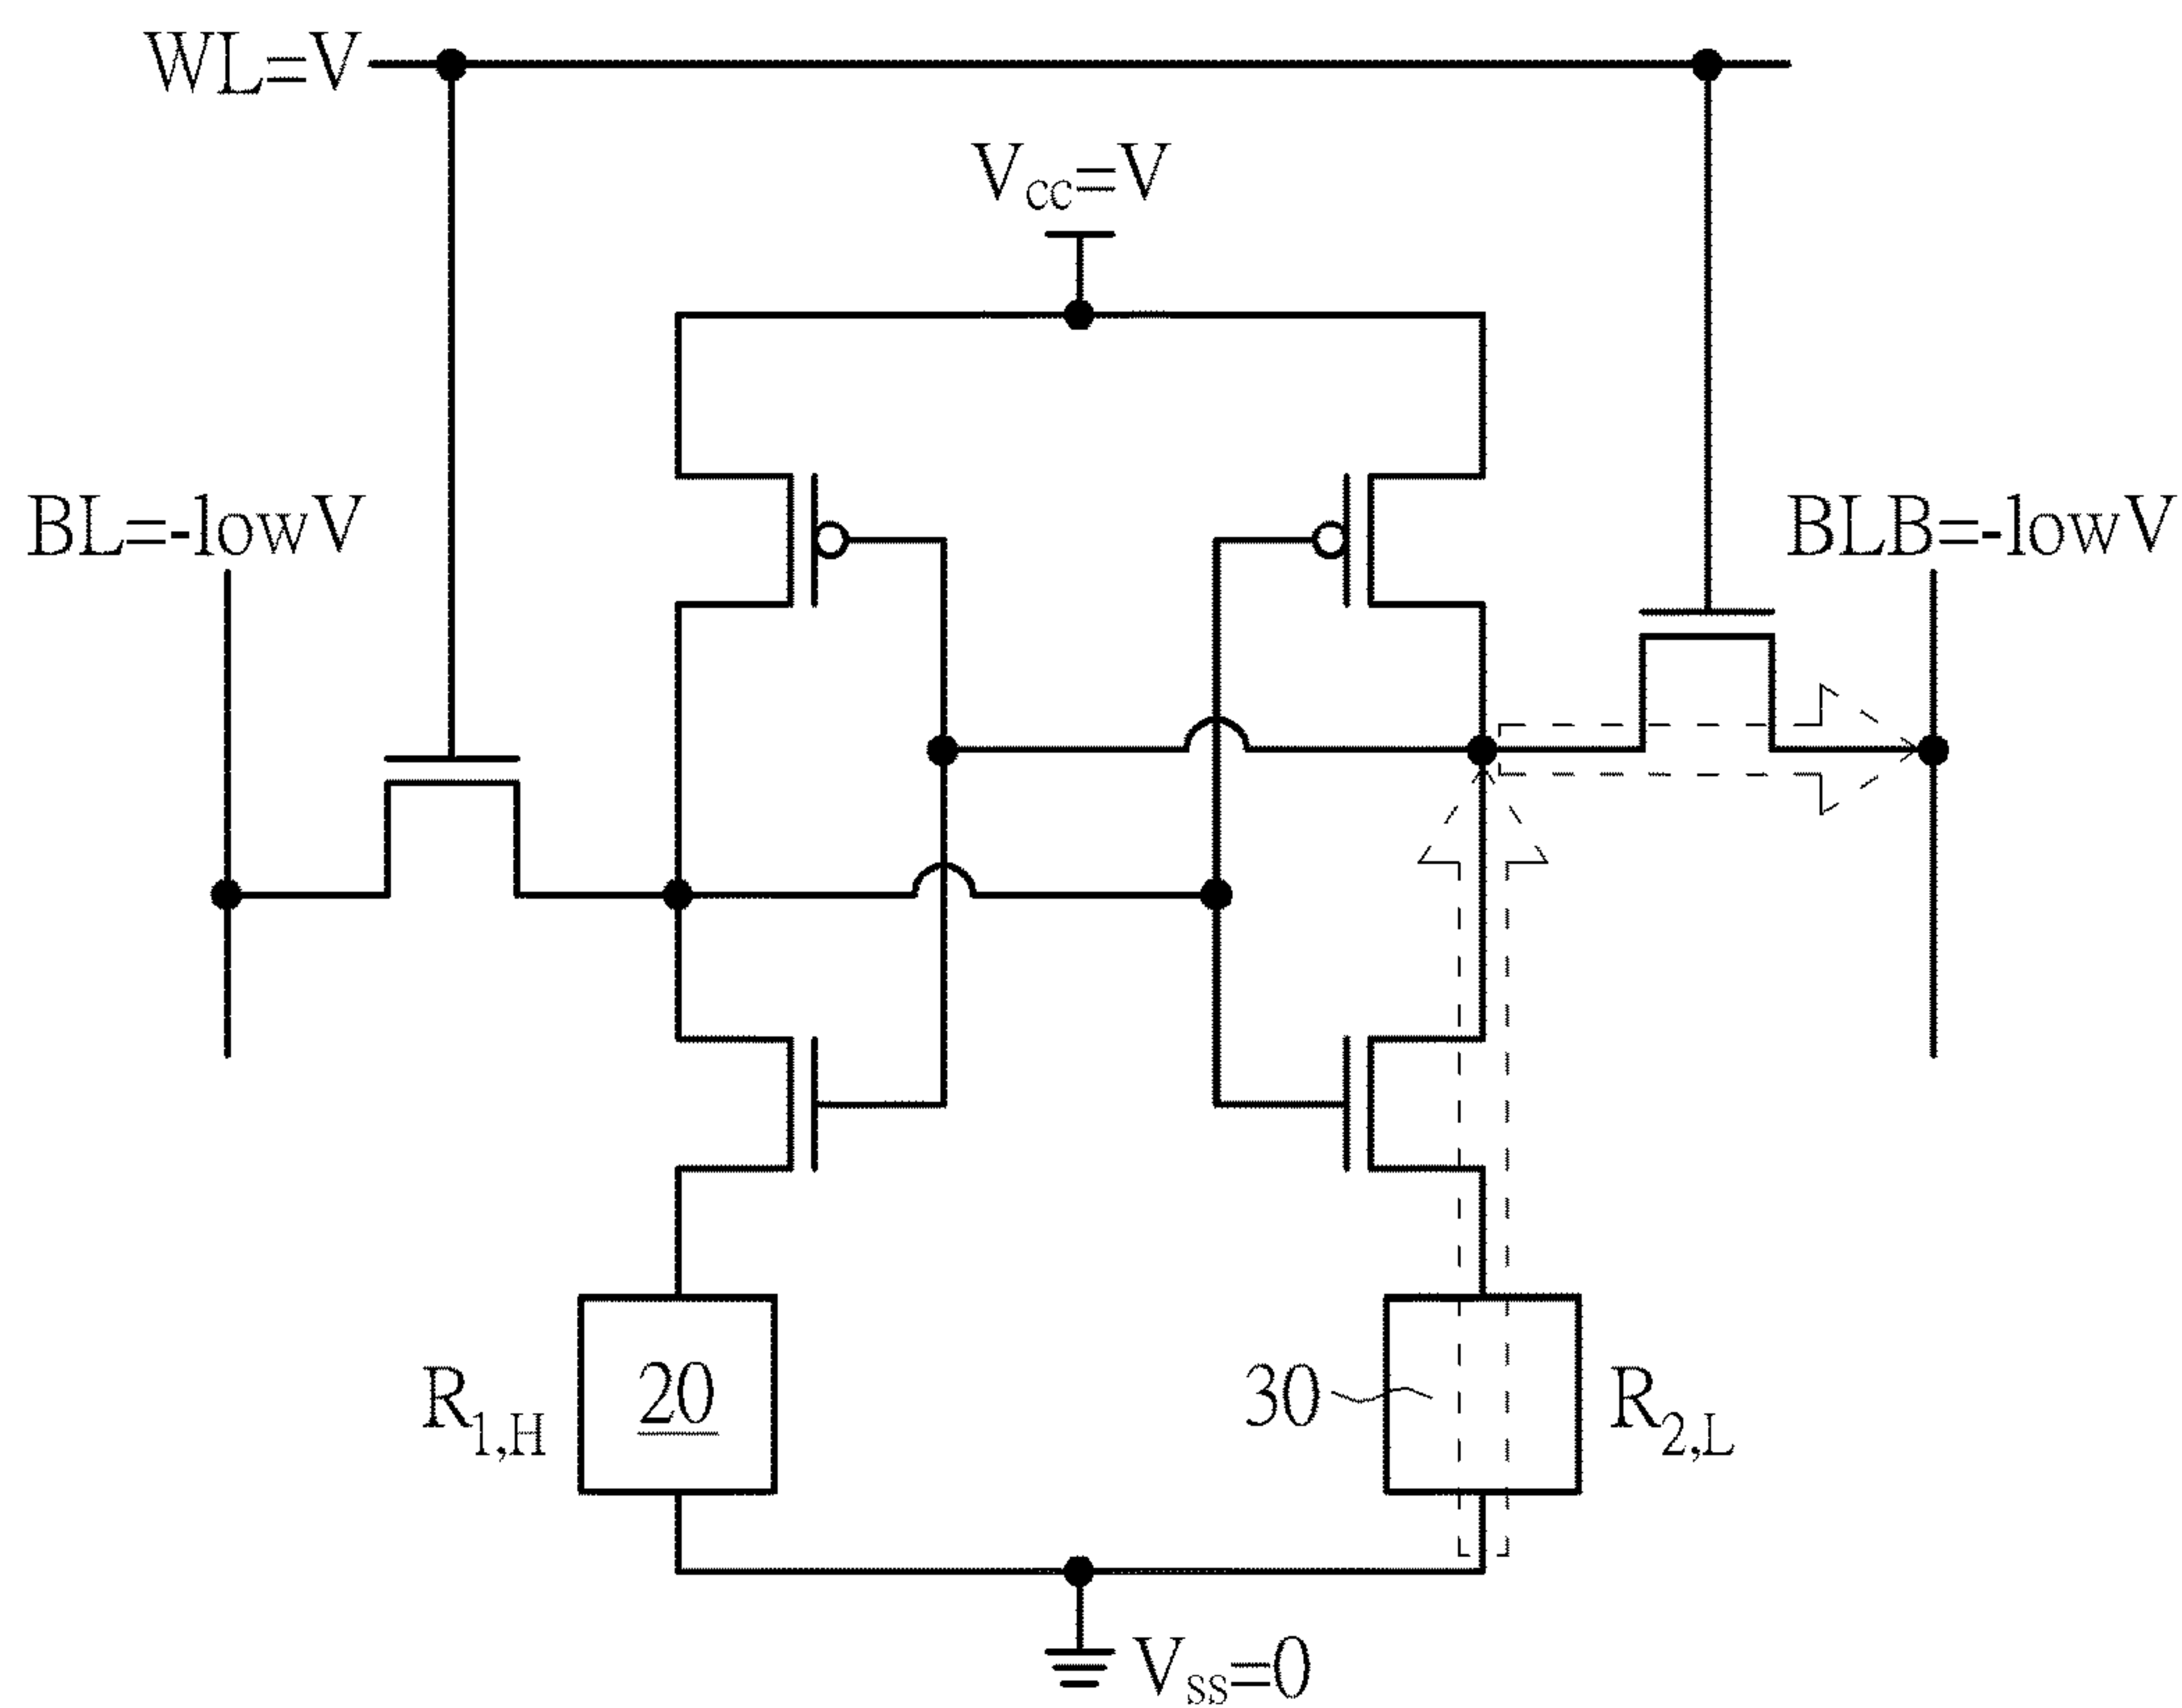 WL=V
Vcc=V
BL=-lowV
BLB=-lowV
R1,H
20
30
R2,L
Vss=0